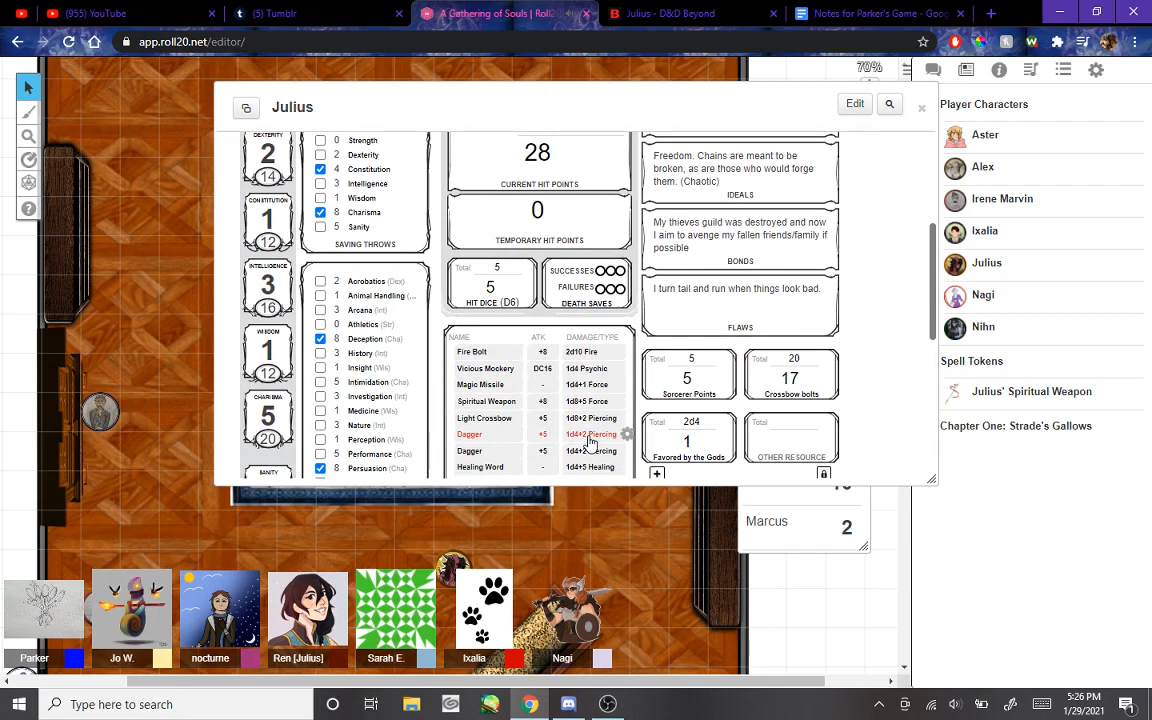 (955) YouTube
(5) Tumblr
A Gathering of Souls | Roll2
Julius - D&D Beyond
Notes for Parker's Game - Goog
app.roll20.net/editor/
70%
Julius
Edit
DEXTERITY
2
14
CONSTITUTION
1
12
INTELLIGENCE
3
16
WISDOM
1
12
CHARISMA
5
20
SANITY
0 Strength
2 Dexterity
4 Constitution
3 Intelligence
1 Wisdom
8 Charisma
5 Sanity
SAVING THROWS
2 Acrobatics (Dex)
1 Animal Handling (...
3 Arcana (Int)
0 Athletics (Str)
8 Deception (Cha)
3 History (Int)
1 Insight (Wis)
5 Intimidation (Cha)
3 Investigation (Int)
1 Medicine (Wis)
3 Nature (Int)
1 Perception (Wis)
5 Performance (Cha)
8 Persuasion (Cha)
28
CURRENT HIT POINTS
0
TEMPORARY HIT POINTS
Total 5
5
HIT DICE (D6)
SUCCESSES
FAILURES
DEATH SAVES
NAME ATK DAMAGE/TYPE
Fire Bolt +8 2d10 Fire
Vicious Mockery DC16 1d4 Psychic
Magic Missile - 1d4+1 Force
Spiritual Weapon +8 1d8+5 Force
Light Crossbow +5 1d8+2 Piercing
Dagger +5 1d4+2 Piercing
Dagger +5 1d4+2 Piercing
Healing Word - 1d4+5 Healing
Freedom. Chains are meant to
be broken, as are those who would forge
them. (Chaotic)
IDEALS
My thieves guild was destroyed and now
I aim to avenge my fallen friends/family if
possible
BONDS
I turn tail and run when things look bad.
FLAWS
Total 5
5
Sorcerer Points
Total 20
17
Crossbow bolts
Total 2d4
1
Favored by the Gods
Total
OTHER RESOURCE
Player Characters
Aster
Alex
Irene Marvin
Ixalia
Julius
Nagi
Nihn
Spell Tokens
Julius' Spiritual Weapon
Chapter One: Strade's Gallows
Marcus 2
Parker
Jo W.
nocturne
Ren [Julius]
Sarah E.
Ixalia
Nagi
Type here to search
5:26 PM
1/29/2021
1